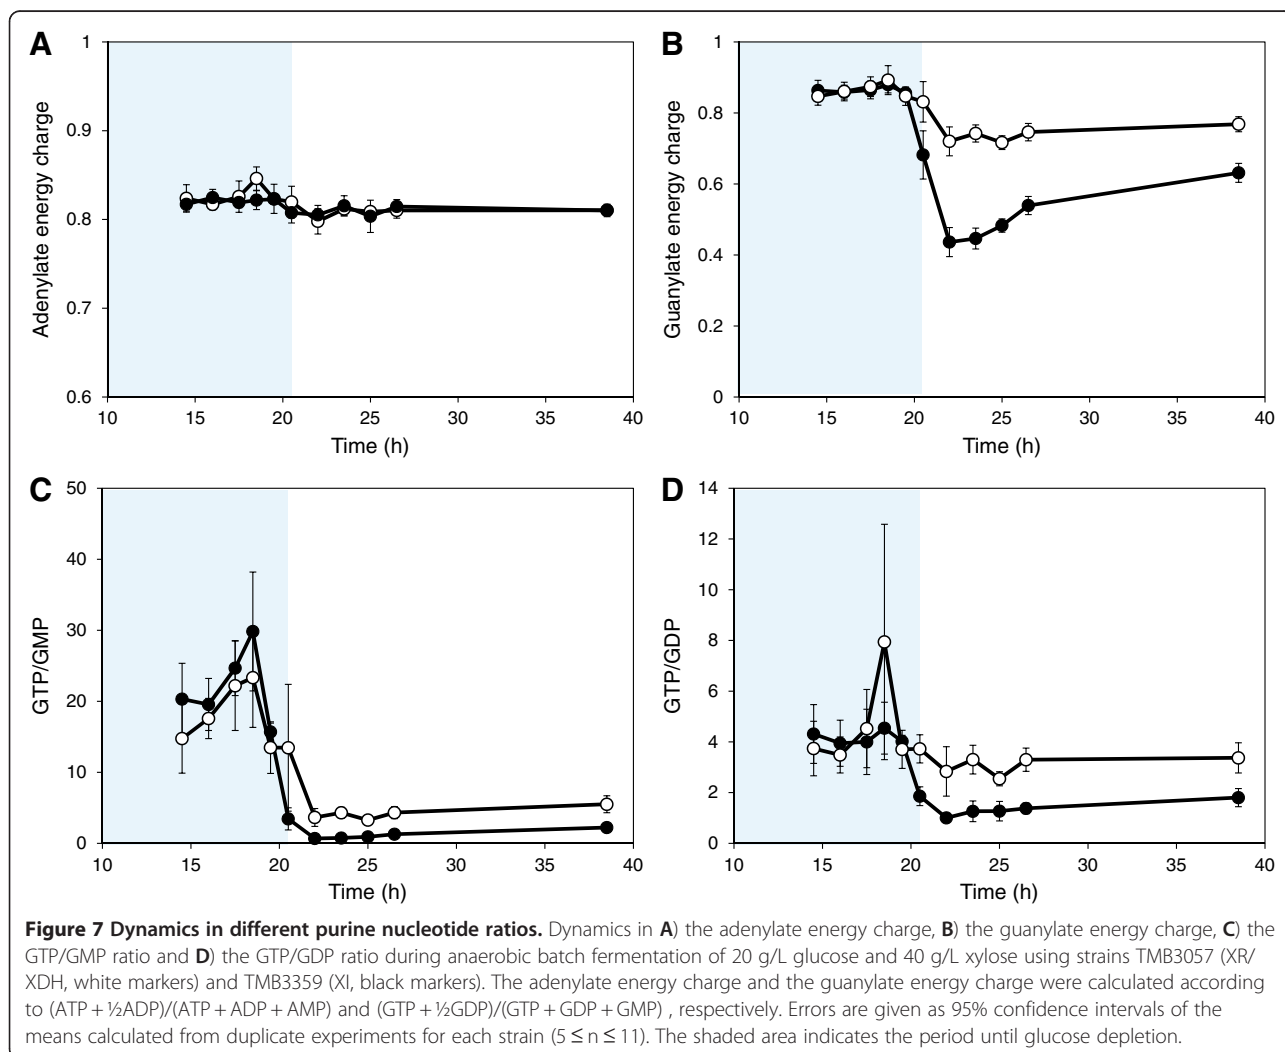 A
1
0.9
0.8
0.7
0.6
10 15 20 25 30 35 40
Adenylate energy charge
Time (h)
B
1
0.8
0.6
0.4
0.2
0
10 15 20 25 30 35 40
Guanylate energy charge
Time (h)
C
50
40
30
20
10
0
10 15 20 25 30 35 40
GTP/GMP
Time (h)
D
14
12
10
8
6
4
2
0
10 15 20 25 30 35 40
GTP/GDP
Time (h)
Figure 7 Dynamics in different purine nucleotide ratios. Dynamics in A) the adenylate energy charge, B) the guanylate energy charge, C) the
GTP/GMP ratio and D) the GTP/GDP ratio during anaerobic batch fermentation of 20 g/L glucose and 40 g/L xylose using strains TMB3057 (XR/
XDH, white markers) and TMB3359 (XI, black markers). The adenylate energy charge and the guanylate energy charge were calculated according
to (ATP + ½ADP)/(ATP + ADP + AMP) and (GTP + ½GDP)/(GTP + GDP + GMP) , respectively. Errors are given as 95% confidence intervals of the
means calculated from duplicate experiments for each strain (5 ≤ n ≤ 11). The shaded area indicates the period until glucose depletion.